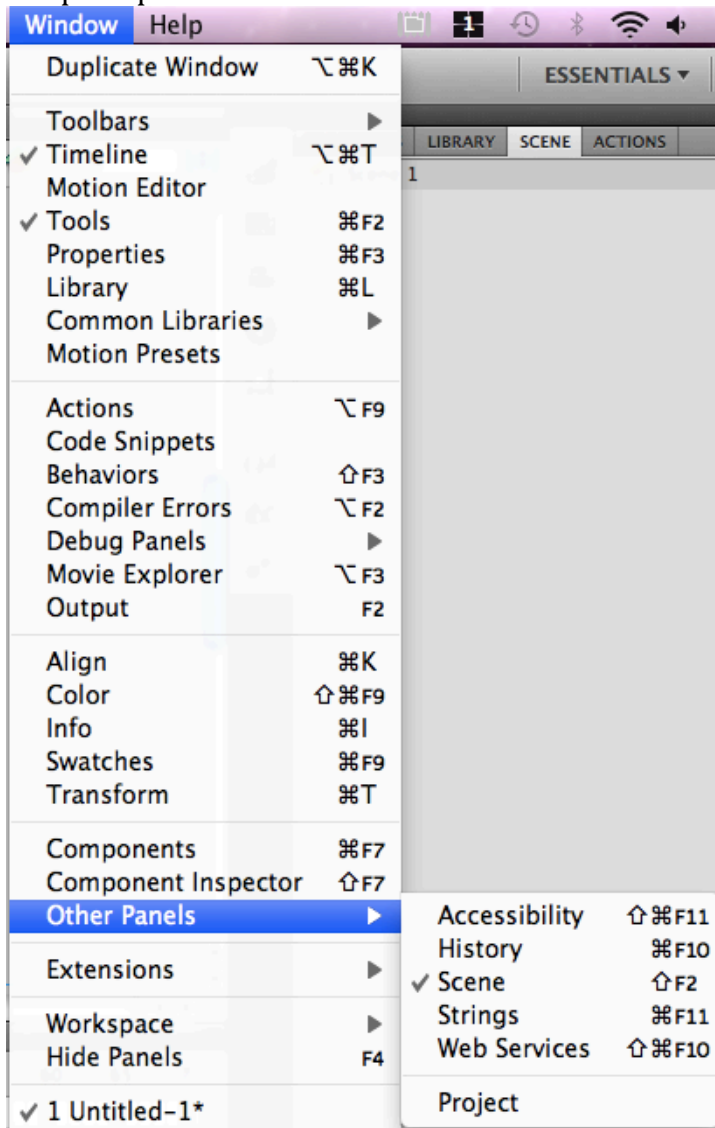 Window Help
1
ESSENTIALS ▼
Duplicate Window ⌥⌘K
Toolbars ▶
✓ Timeline ⌥⌘T
LIBRARY SCENE ACTIONS
1
Motion Editor
✓ Tools ⌘F2
Properties ⌘F3
Library ⌘L
Common Libraries ▶
Motion Presets
Actions ⌥F9
Code Snippets
Behaviors ⇧F3
Compiler Errors ⌥F2
Debug Panels ▶
Movie Explorer ⌥F3
Output F2
Align ⌘K
Color ⇧⌘F9
Info ⌘I
Swatches ⌘F9
Transform ⌘T
Components ⌘F7
Component Inspector ⇧F7
Other Panels ▶
Accessibility ⇧⌘F11
History ⌘F10
✓ Scene ⇧F2
Strings ⌘F11
Web Services ⇧⌘F10
Project
Extensions ▶
Workspace ▶
Hide Panels F4
✓ 1 Untitled-1*